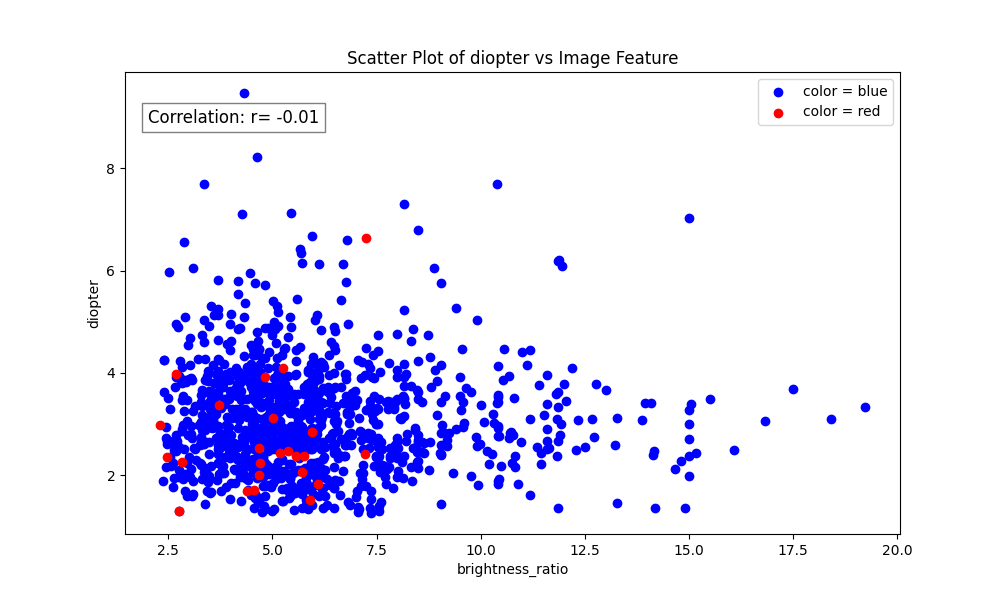 Scatter Plot of diopter vs Image Feature
Correlation: r= -0.01
color = blue
color = red
diopter
8
6
4
2
2.5 5.0 7.5 10.0 12.5 15.0 17.5 20.0
brightness_ratio